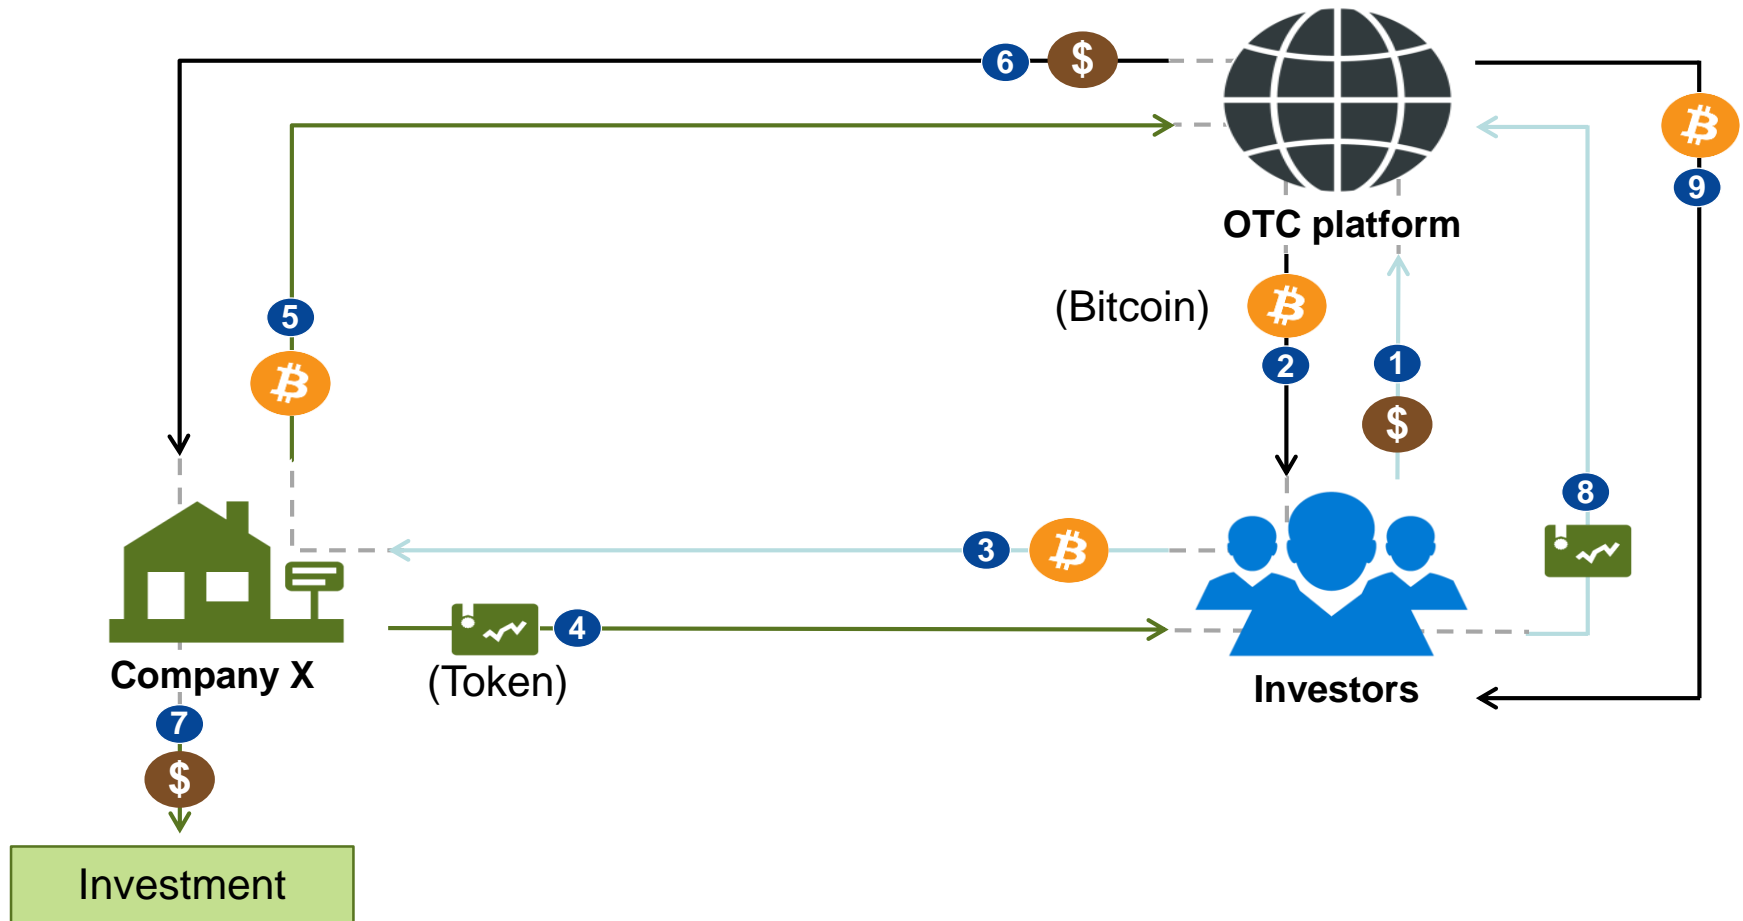 6 $
₿
9
OTC platform
5
₿
(Bitcoin)
₿
2
1
$
8
3 ₿
4
Company X
(Token)
Investors
7
$
Investment